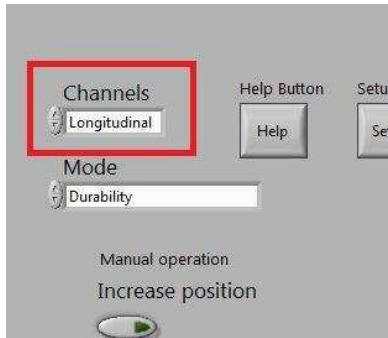 Channels
Longitudinal
Help Button
Help
Mode
Durability
Manual operation
Increase position